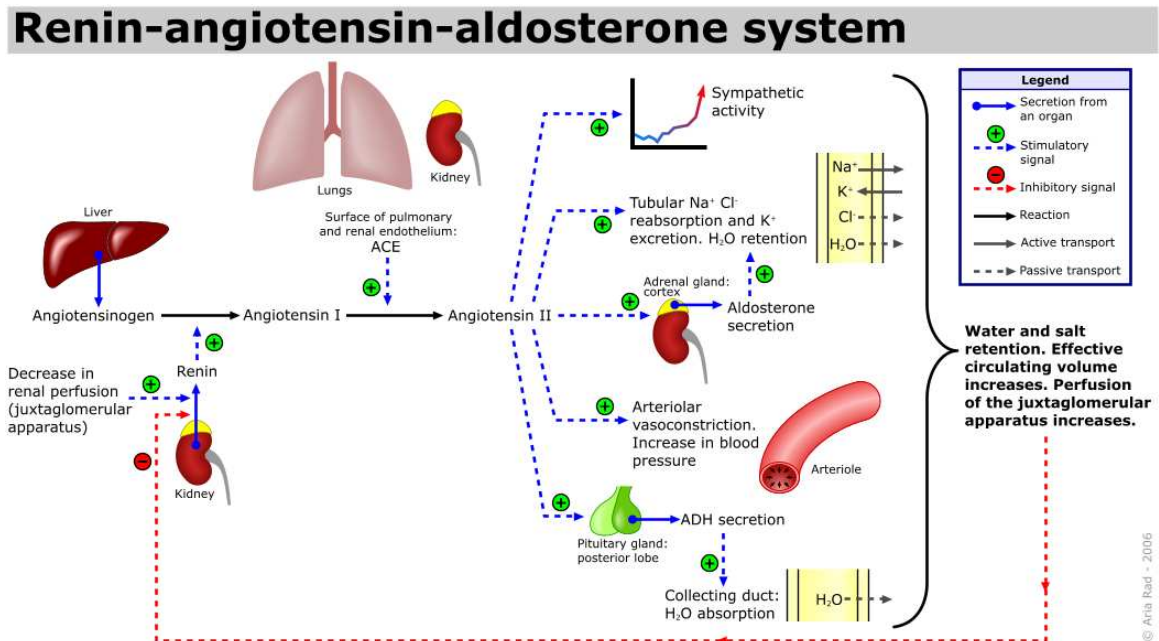 Renin-angiotensin-aldosterone system
Lungs
Kidney
Surface of pulmonary
and renal endothelium:
ACE
Liver
Angiotensinogen
Angiotensin I
Angiotensin II
Decrease in
renal perfusion
(juxtaglomerular
apparatus)
Renin
Kidney
+
+
+
−
+
Sympathetic
activity
+
Tubular Na⁺ Cl⁻
reabsorption and K⁺
excretion. H₂O retention
+
+
Adrenal gland:
cortex
Aldosterone
secretion
+
Arteriolar
vasoconstriction.
Increase in blood
pressure
Arteriole
+
Pituitary gland:
posterior lobe
ADH secretion
+
Collecting duct:
H₂O absorption
H₂O
Na⁺
K⁺
Cl⁻
H₂O
Legend
Secretion from
an organ
+
Stimulatory
signal
−
Inhibitory signal
Reaction
Active transport
Passive transport
Water and salt
retention. Effective
circulating volume
increases. Perfusion
of the juxtaglomerular
apparatus increases.
© Aria Rad - 2006